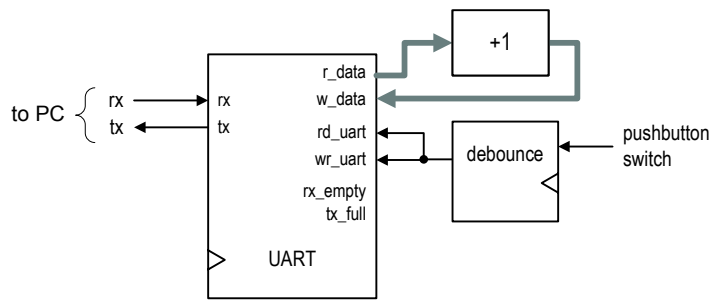 +1
r_data
w_data
to PC
rx
rx
tx
tx
rd_uart
wr_uart
debounce
pushbutton
switch
rx_empty
tx_full
UART